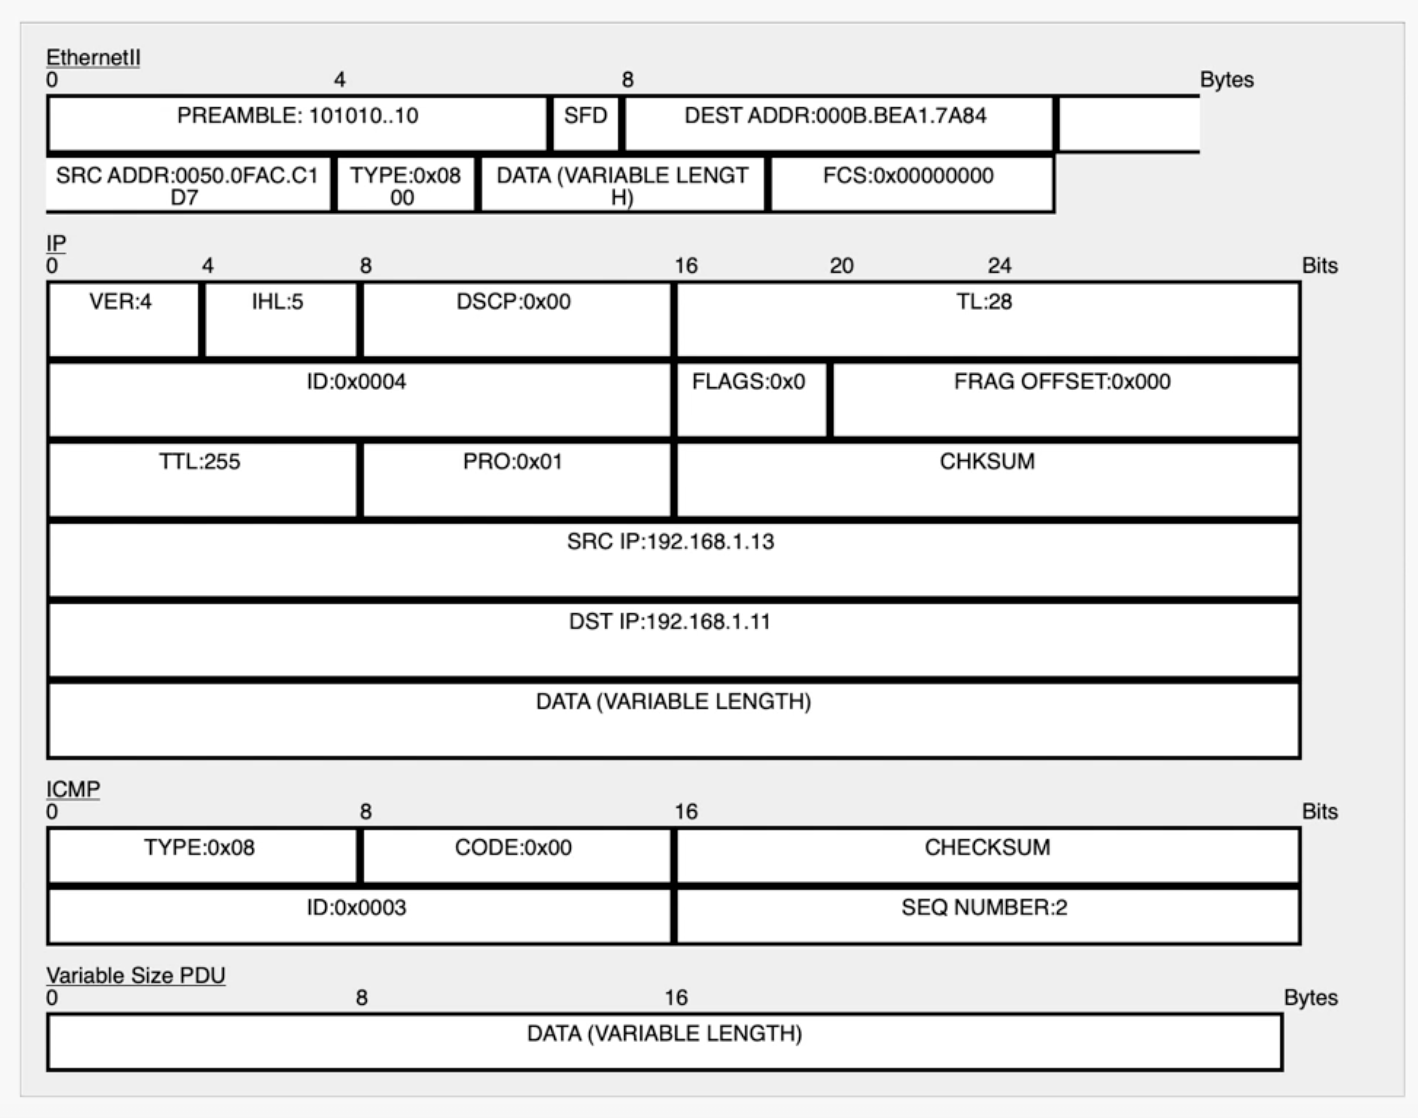 EthernetII
0 4 8 Bytes
PREAMBLE: 101010..10 SFD DEST ADDR:000B.BEA1.7A84
SRC ADDR:0050.0FAC.C1 TYPE:0x08 DATA (VARIABLE LENGT FCS:0x00000000
D7 00 H)
IP
0 4 8 16 20 24 Bits
VER:4 IHL:5 DSCP:0x00 TL:28
ID:0x0004 FLAGS:0x0 FRAG OFFSET:0x000
TTL:255 PRO:0x01 CHKSUM
SRC IP:192.168.1.13
DST IP:192.168.1.11
DATA (VARIABLE LENGTH)
ICMP
0 8 16 Bits
TYPE:0x08 CODE:0x00 CHECKSUM
ID:0x0003 SEQ NUMBER:2
Variable Size PDU
0 8 16 Bytes
DATA (VARIABLE LENGTH)